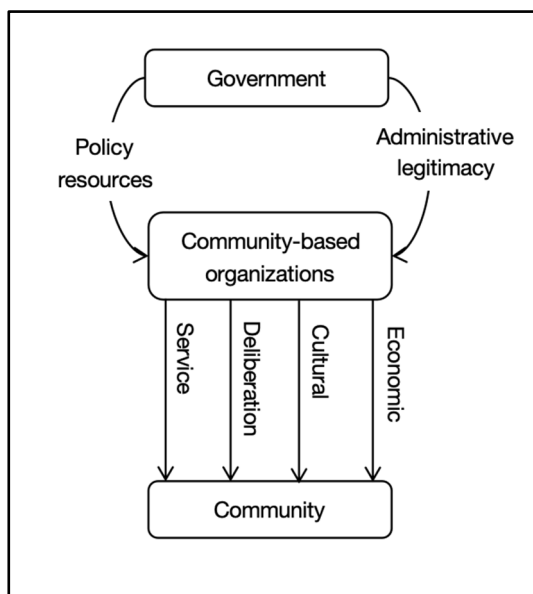 Government
Policy
resources
Administrative
legitimacy
Community-based
organizations
Service
Deliberation
Cultural
Economic
Community